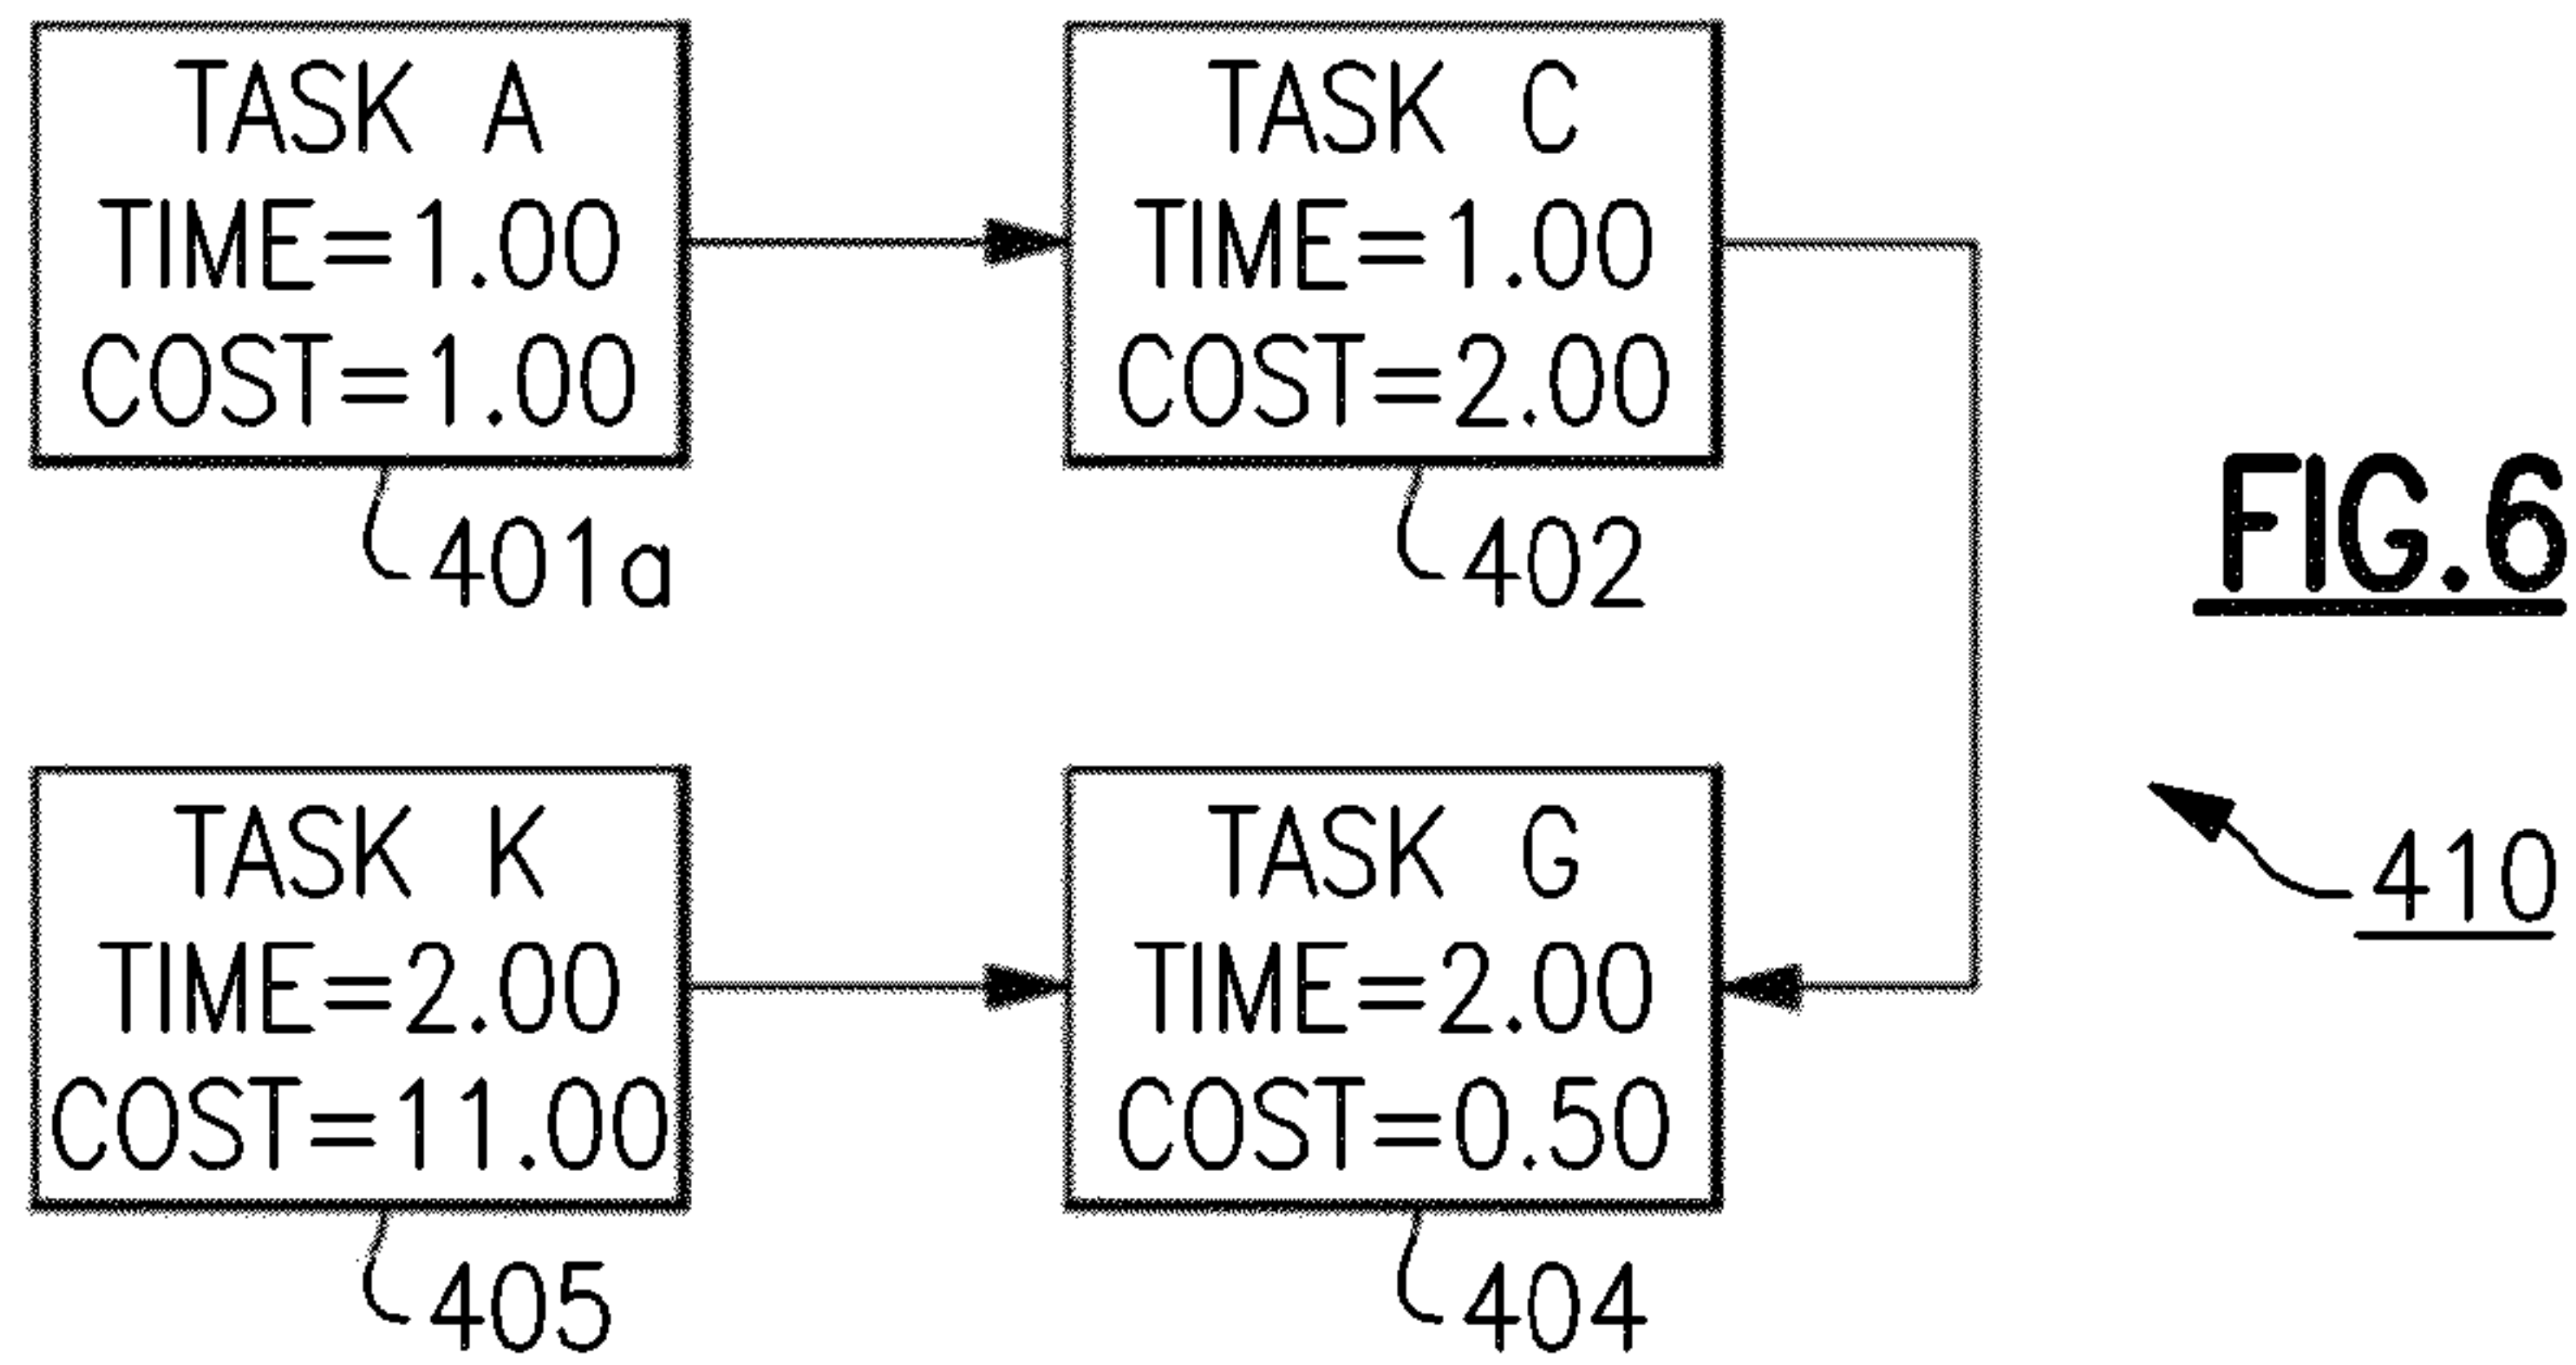 TASK A
TIME=1.00
COST=1.00
401a
TASK C
TIME=1.00
COST=2.00
402
FIG.6
TASK K
TIME=2.00
COST=11.00
405
TASK G
TIME=2.00
COST=0.50
404
410